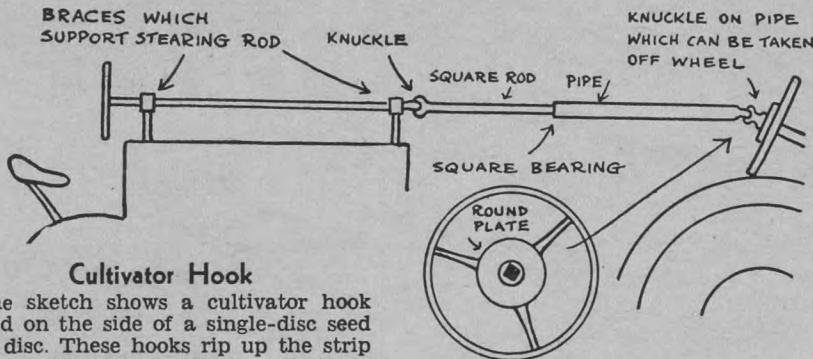 BRACES WHICH
SUPPORT STEARING ROD
KNUCKLE
KNUCKLE ON PIPE
WHICH CAN BE TAKEN
OFF WHEEL
SQUARE ROD
PIPE
SQUARE BEARING
ROUND
PLATE
Cultivator Hook
sketch shows a cultivator hook
on the side of a single-disc seed
disc. These hooks rip up the strip